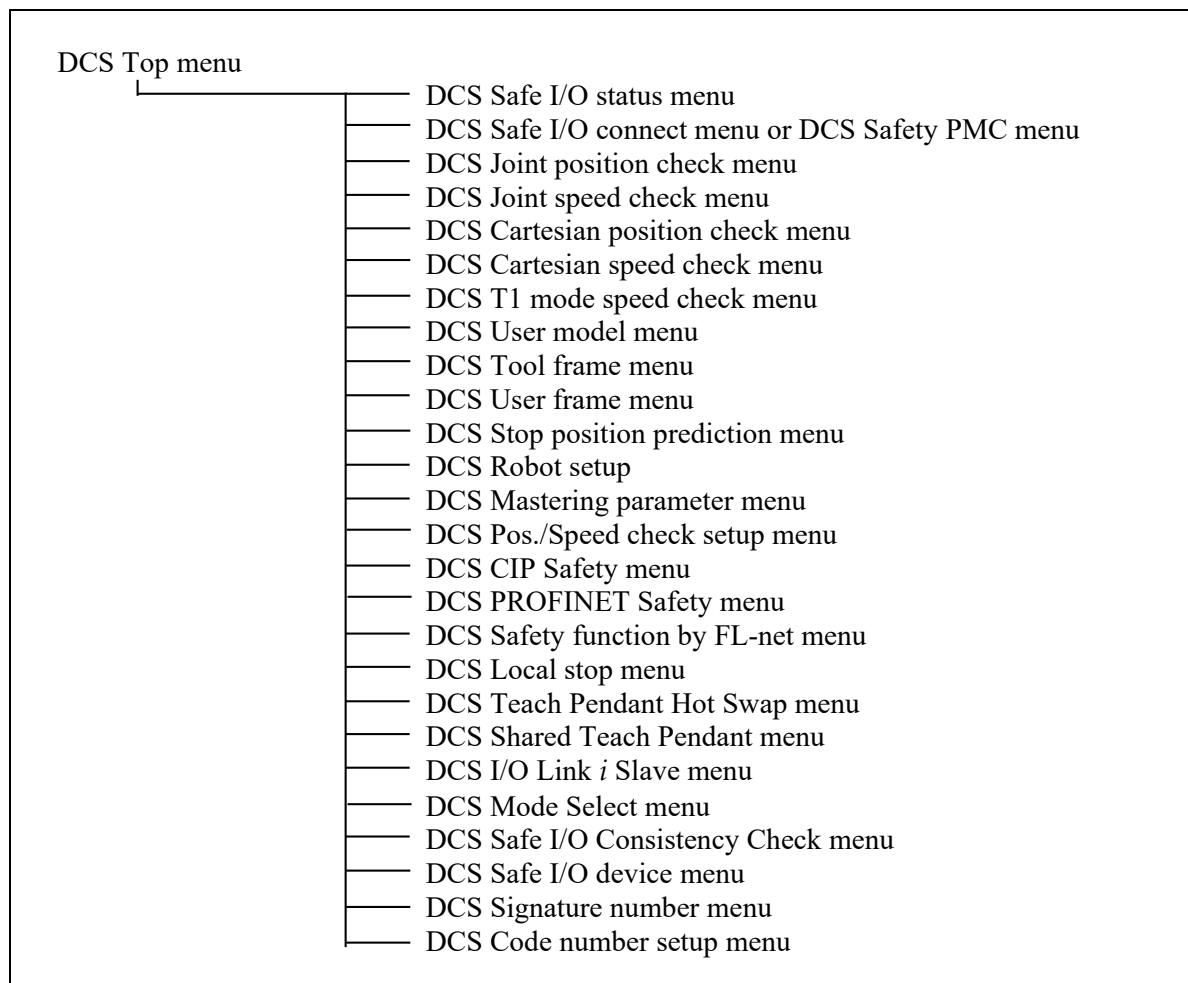 DCS Top menu
DCS Safe I/O status menu
DCS Safe I/O connect menu or DCS Safety PMC menu
DCS Joint position check menu
DCS Joint speed check menu
DCS Cartesian position check menu
DCS Cartesian speed check menu
DCS T1 mode speed check menu
DCS User model menu
DCS Tool frame menu
DCS User frame menu
DCS Stop position prediction menu
DCS Robot setup
DCS Mastering parameter menu
DCS Pos./Speed check setup menu
DCS CIP Safety menu
DCS PROFINET Safety menu
DCS Safety function by FL-net menu
DCS Local stop menu
DCS Teach Pendant Hot Swap menu
DCS Shared Teach Pendant menu
DCS I/O Link i Slave menu
DCS Mode Select menu
DCS Safe I/O Consistency Check menu
DCS Safe I/O device menu
DCS Signature number menu
DCS Code number setup menu